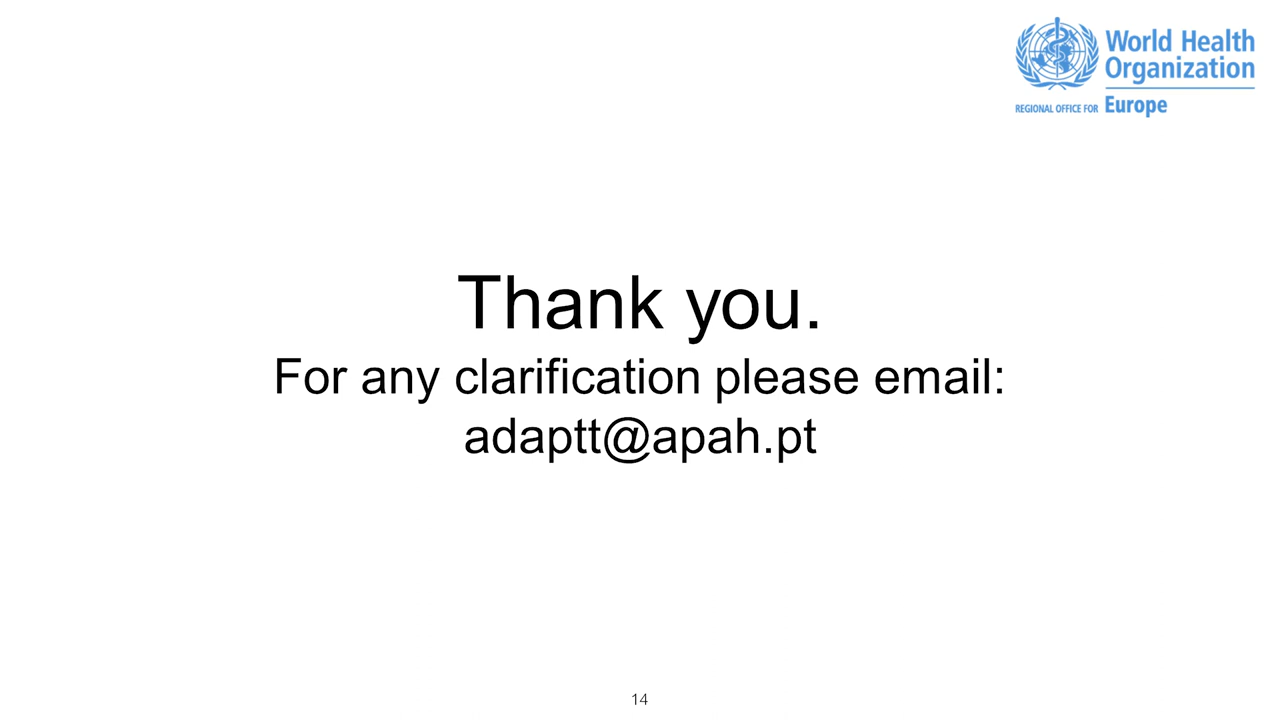 World Health
Organization
REGIONAL OFFICE FOR Europe
Thank you.
For any clarification please email:
adaptt@apah.pt
14